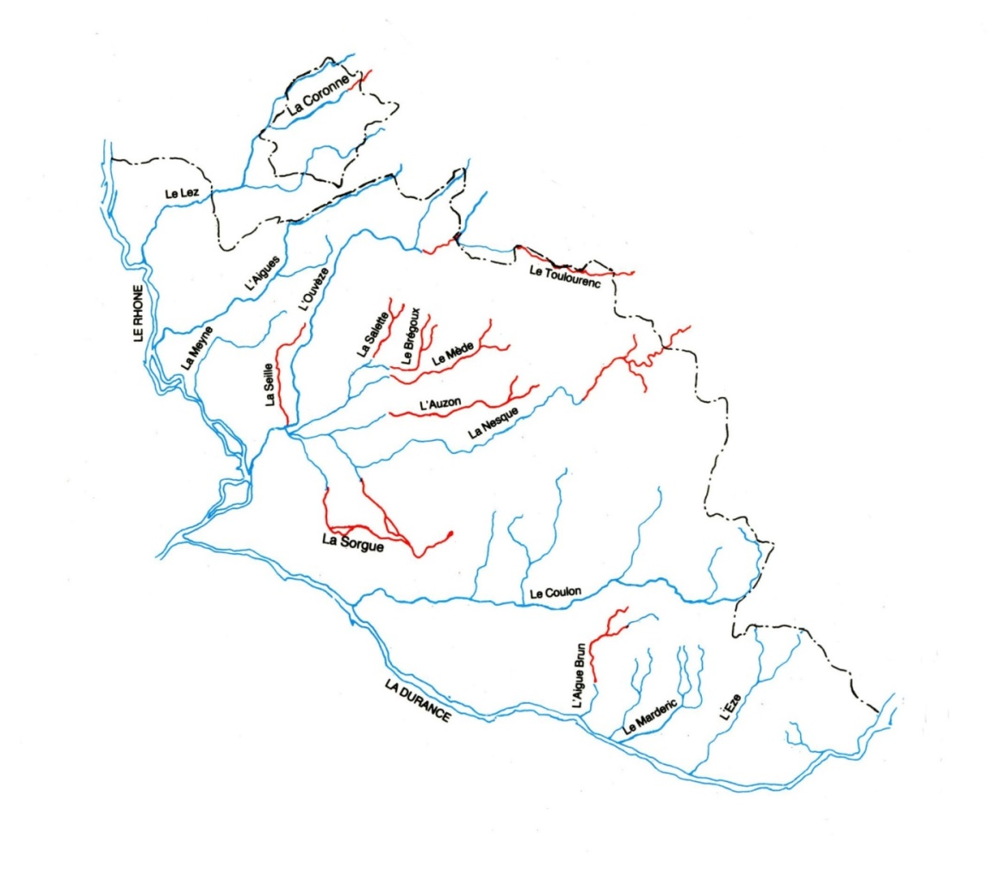 La Coronne
Le Lez
L'Aigues
L'Ouvèze
Le Toulourenc
LE RHONE
La Meyne
La Salette
Le Brégoux
Le Mède
La Seille
L'Auzon
La Nesque
La Sorgue
Le Coulon
L'Aigue Brun
LA DURANCE
Le Marderic
L'Eze